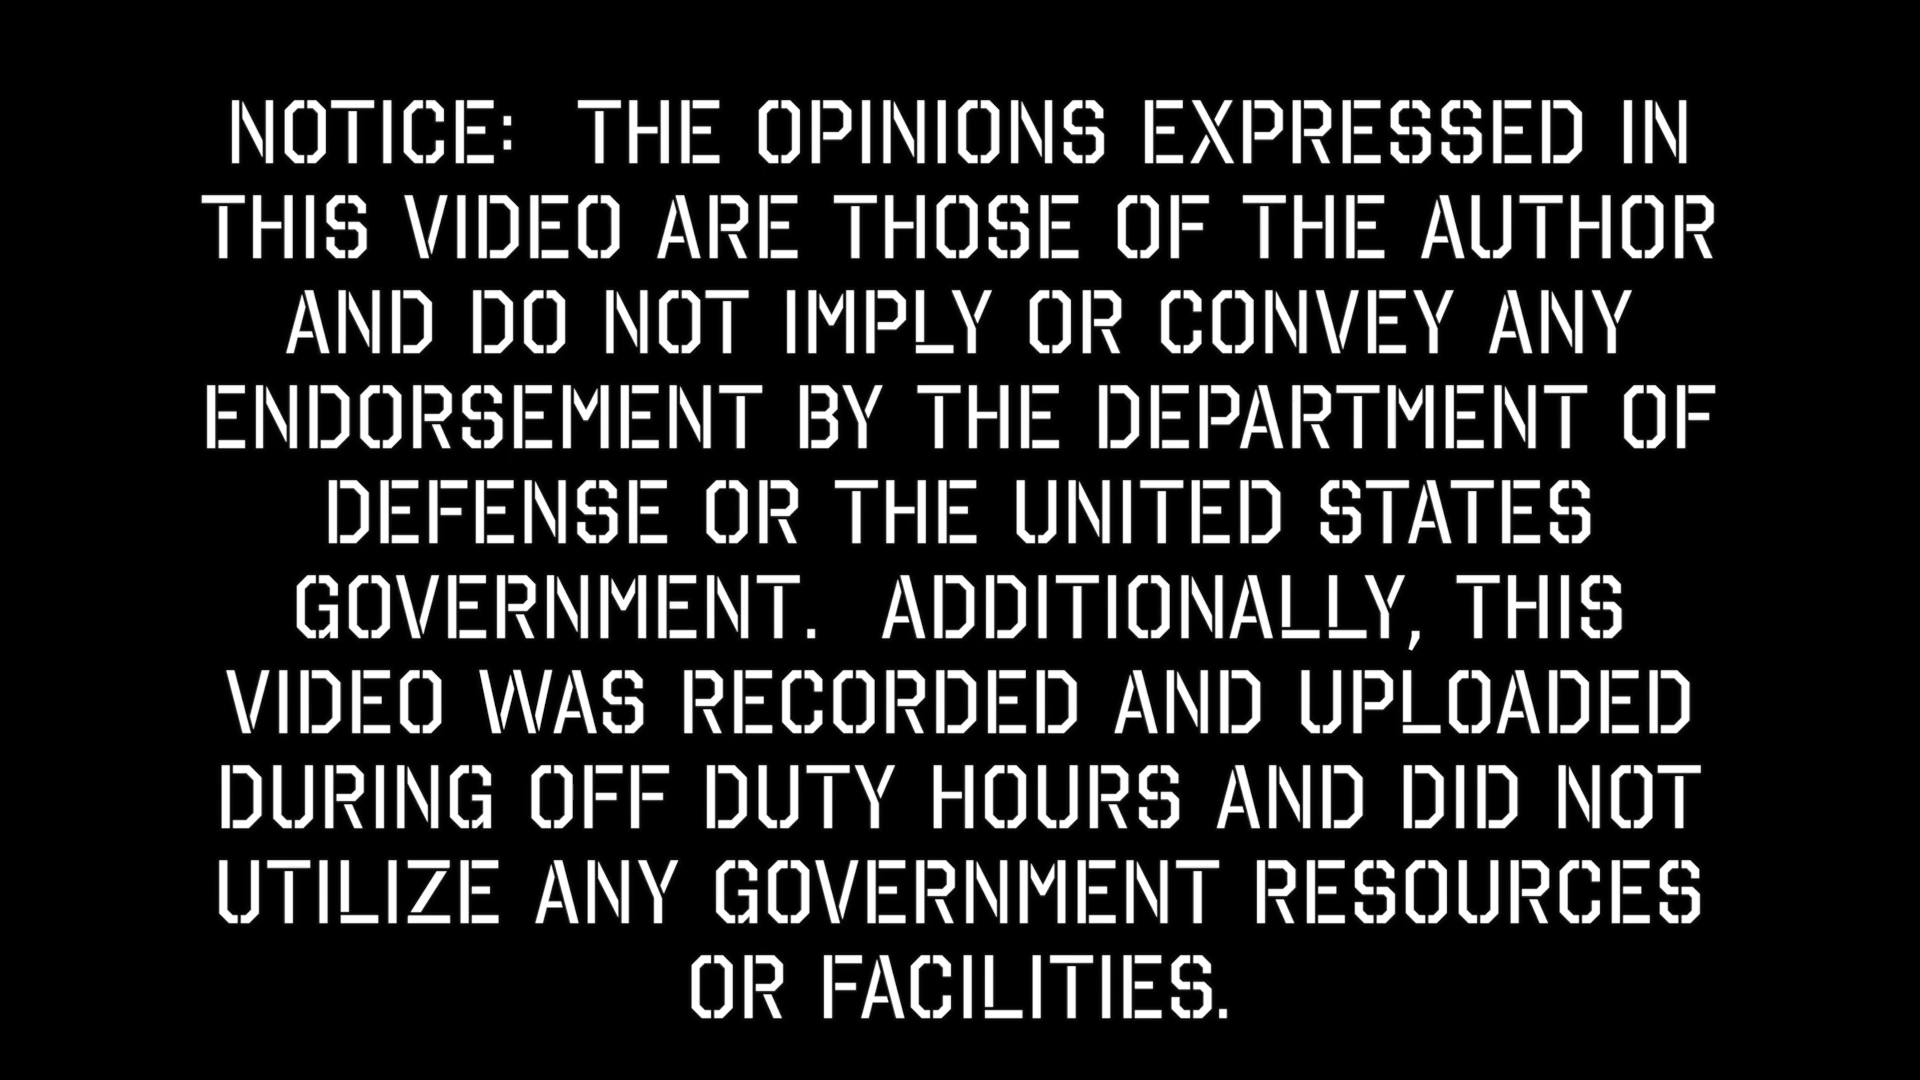 NOTICE:  THE OPINIONS EXPRESSED IN
THIS VIDEO ARE THOSE OF THE AUTHOR
AND DO NOT IMPLY OR CONVEY ANY
ENDORSEMENT BY THE DEPARTMENT OF
DEFENSE OR THE UNITED STATES
GOVERNMENT.  ADDITIONALLY, THIS
VIDEO WAS RECORDED AND UPLOADED
DURING OFF DUTY HOURS AND DID NOT
UTILIZE ANY GOVERNMENT RESOURCES
OR FACILITIES.